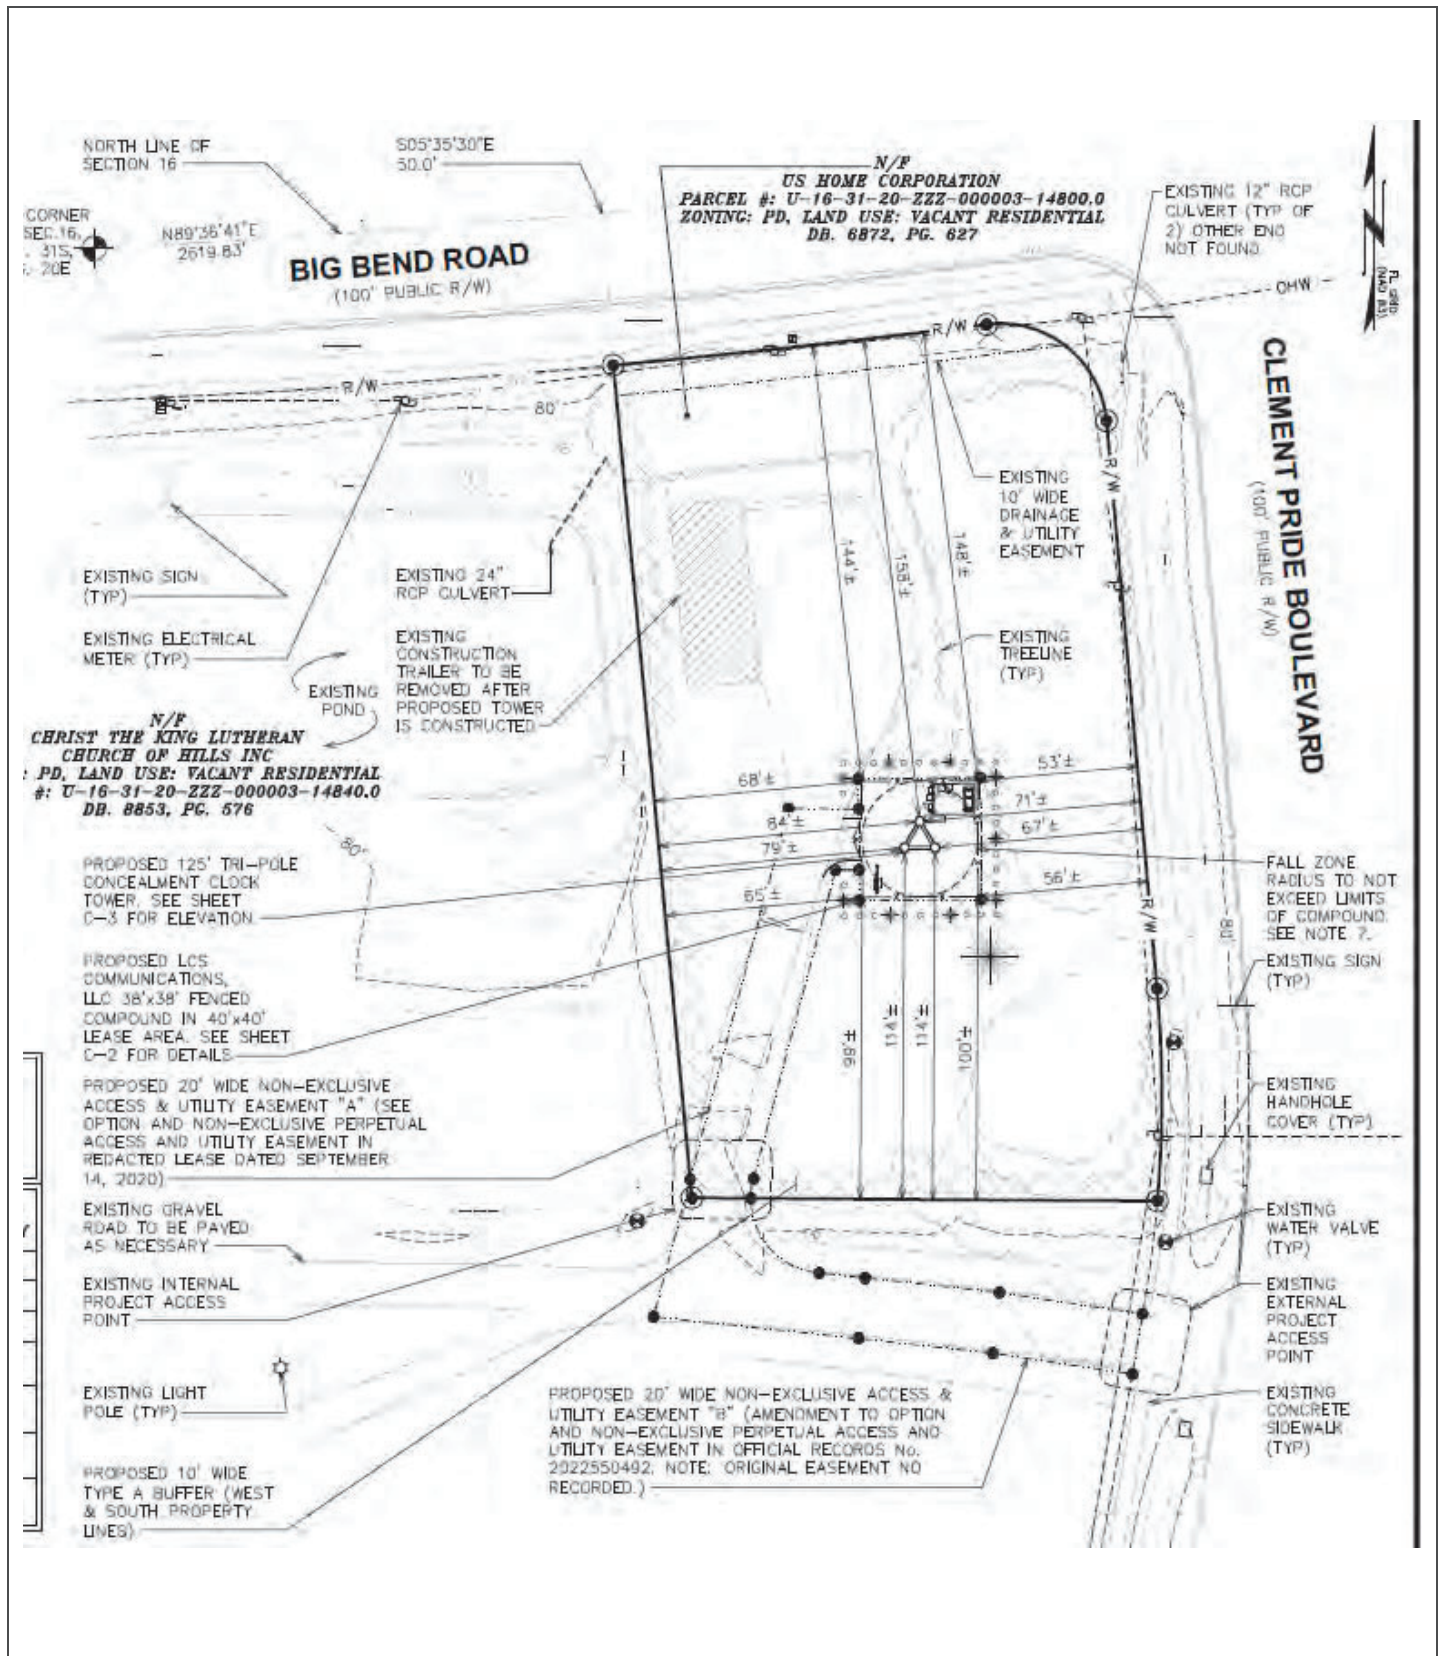 NORTH LINE OF
SECTION 16
S05°35'30"E
50.0'
N/F
US HOME CORPORATION
PARCEL #: U-16-31-20-ZZZ-000003-14800.0
ZONING: PD, LAND USE: VACANT RESIDENTIAL
DB. 6872, PG. 627
EXISTING 12" RCP
CULVERT (TYP OF
2) OTHER END
NOT FOUND
CORNER
SEC.16,
31S,
20E
N89°36'41"E
2619.83'
BIG BEND ROAD
(100' PUBLIC R/W)
FL GRID
(NAD 83)
OHW
R/W
R/W
80'
CLEMENT PRIDE BOULEVARD
(100' PUBLIC R/W)
R/W
EXISTING
10' WIDE
DRAINAGE
& UTILITY
EASEMENT
144'±
158'±
148'±
EXISTING SIGN
(TYP)
EXISTING 24"
RCP CULVERT
EXISTING ELECTRICAL
METER (TYP)
EXISTING
CONSTRUCTION
TRAILER TO BE
REMOVED AFTER
PROPOSED TOWER
IS CONSTRUCTED
EXISTING
POND
EXISTING
TREELINE
(TYP)
N/F
CHRIST THE KING LUTHERAN
CHURCH OF HILLS INC
: PD, LAND USE: VACANT RESIDENTIAL
#: U-16-31-20-ZZZ-000003-14840.0
DB. 8853, PG. 576
68'±
53'±
71'±
84'±
67'±
79'±
80'
56'±
65'±
PROPOSED 125' TRI-POLE
CONCEALMENT CLOCK
TOWER. SEE SHEET
C-3 FOR ELEVATION
FALL ZONE
RADIUS TO NOT
EXCEED LIMITS
OF COMPOUND.
SEE NOTE 7.
R/W
80'
PROPOSED LCS
COMMUNICATIONS,
LLC 38'x38' FENCED
COMPOUND IN 40'x40'
LEASE AREA. SEE SHEET
C-2 FOR DETAILS
EXISTING SIGN
(TYP)
98'±
134'±
134'±
100'±
PROPOSED 20' WIDE NON-EXCLUSIVE
ACCESS & UTILITY EASEMENT "A" (SEE
OPTION AND NON-EXCLUSIVE PERPETUAL
ACCESS AND UTILITY EASEMENT IN
REDACTED LEASE DATED SEPTEMBER
14, 2020)
EXISTING
HANDHOLE
COVER (TYP)
EXISTING GRAVEL
ROAD TO BE PAVED
AS NECESSARY
EXISTING
WATER VALVE
(TYP)
EXISTING INTERNAL
PROJECT ACCESS
POINT
EXISTING
EXTERNAL
PROJECT
ACCESS
POINT
EXISTING LIGHT
POLE (TYP)
PROPOSED 20' WIDE NON-EXCLUSIVE ACCESS &
UTILITY EASEMENT "B" (AMENDMENT TO OPTION
AND NON-EXCLUSIVE PERPETUAL ACCESS AND
UTILITY EASEMENT IN OFFICIAL RECORDS No.
2022550492. NOTE: ORIGINAL EASEMENT NO
RECORDED.)
EXISTING
CONCRETE
SIDEWALK
(TYP)
PROPOSED 10' WIDE
TYPE A BUFFER (WEST
& SOUTH PROPERTY
LINES)